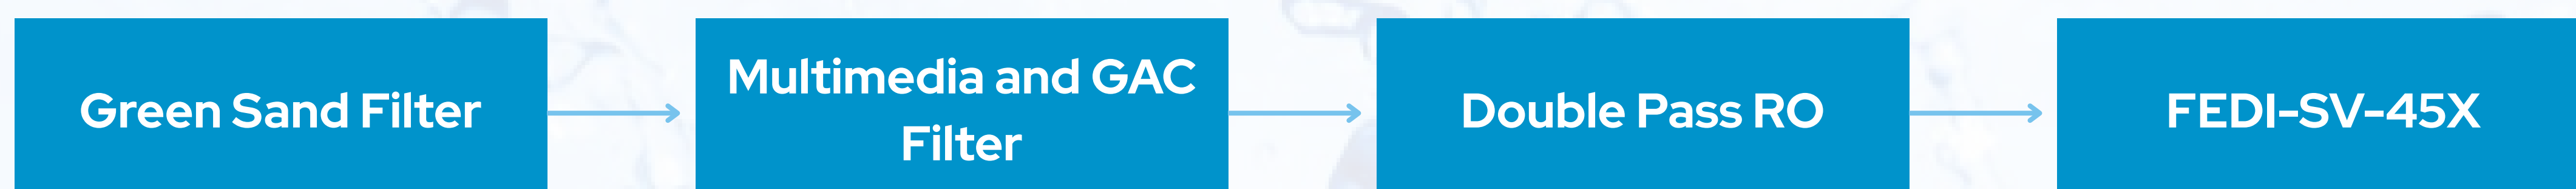 Green Sand Filter
Multimedia and GAC
Filter
Double Pass RO
FEDI-SV-45X